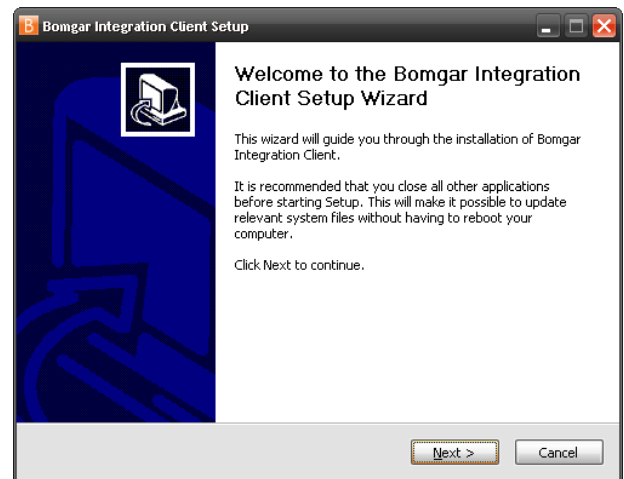 B Bomgar Integration Client Setup
Welcome to the Bomgar Integration
Client Setup Wizard
This wizard will guide you through the installation of Bomgar
Integration Client.
It is recommended that you close all other applications
before starting Setup. This will make it possible to update
relevant system files without having to reboot your
computer.
Click Next to continue.
Next >
Cancel